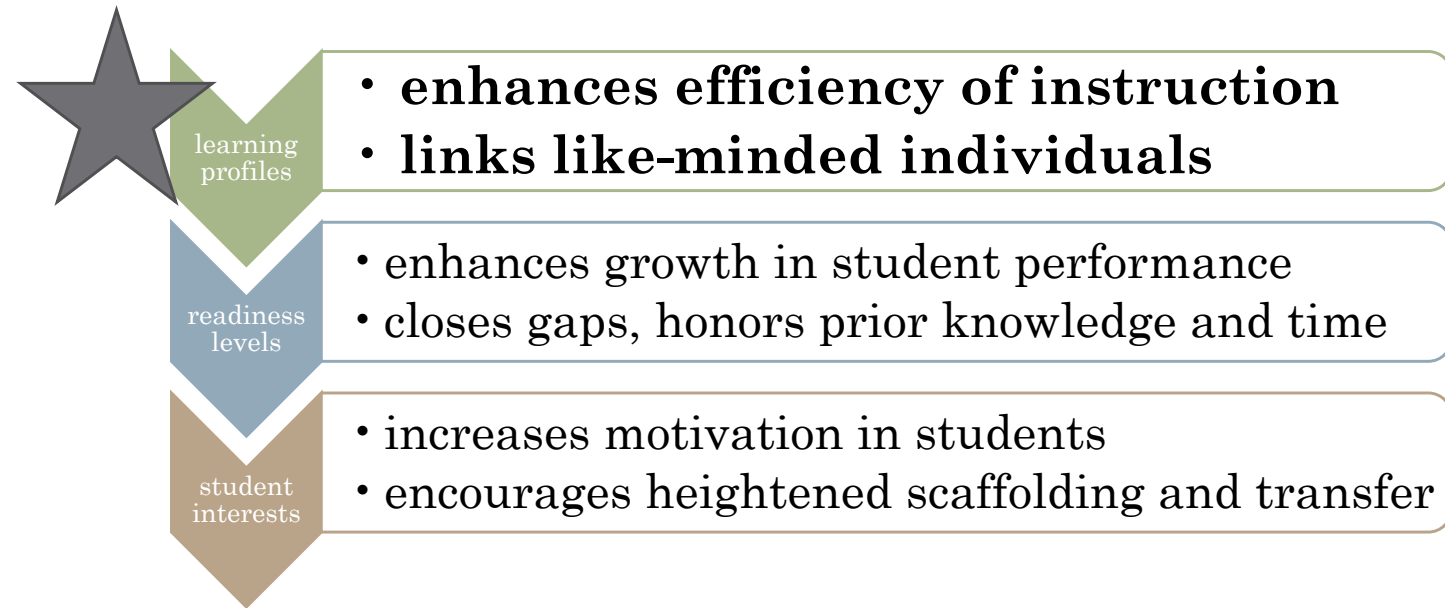 learning
profiles
• enhances efficiency of instruction
• links like-minded individuals
readiness
levels
• enhances growth in student performance
• closes gaps, honors prior knowledge and time
student
interests
• increases motivation in students
• encourages heightened scaffolding and transfer